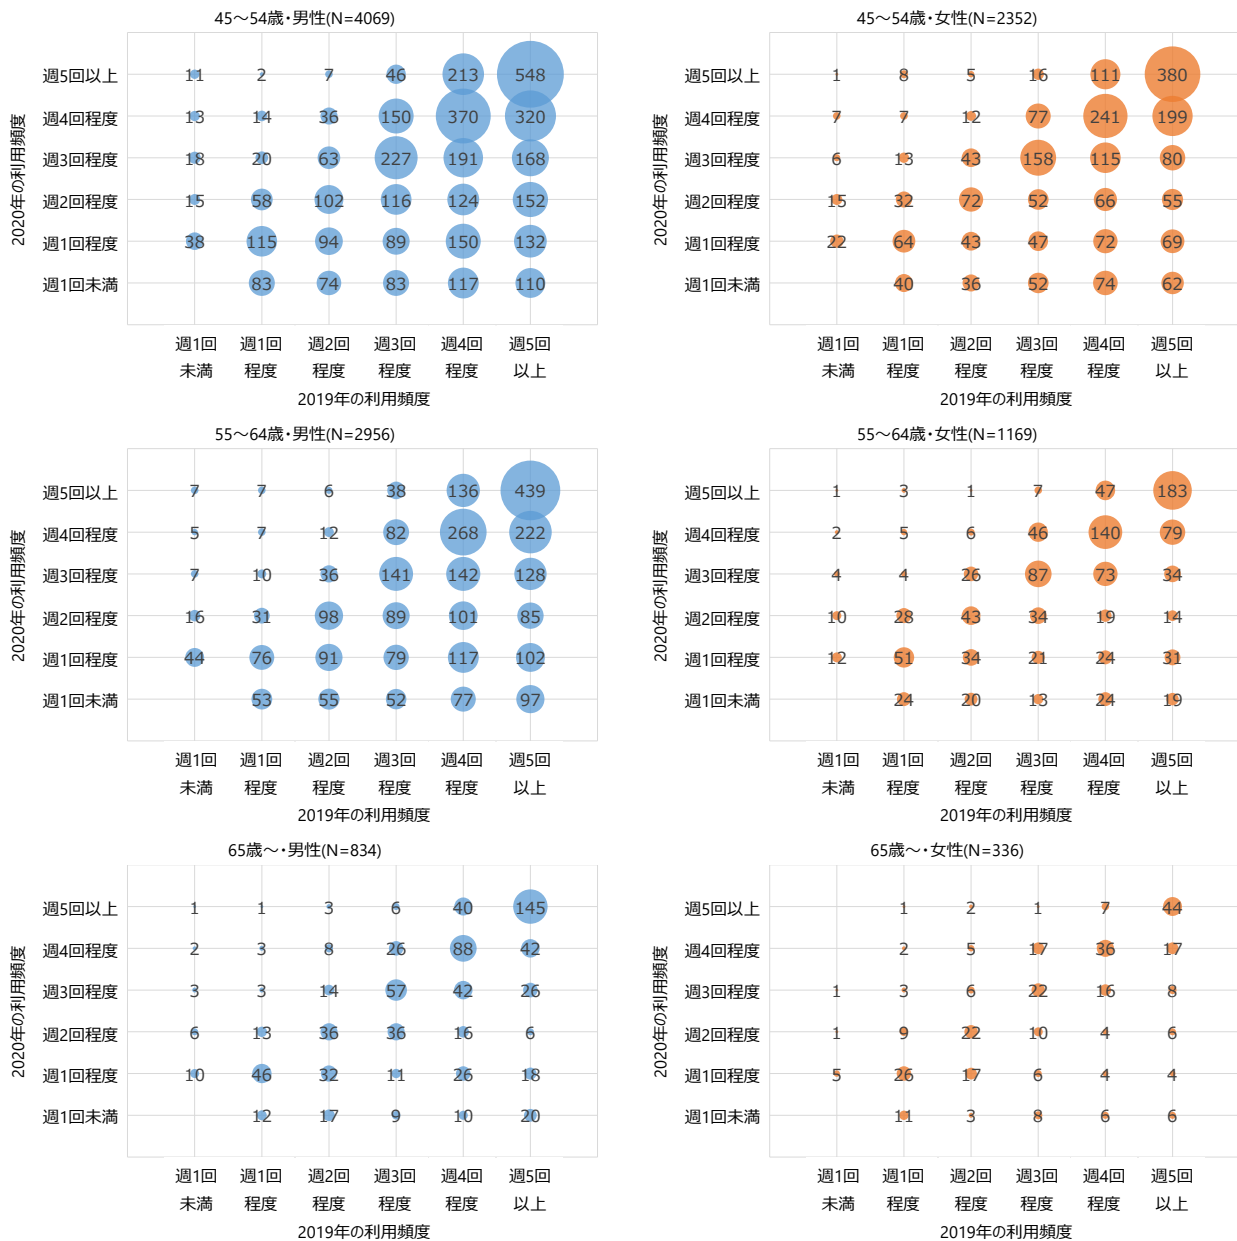 45～54歳・男性(N=4069)
2020年の利用頻度
週5回以上 11 2 7 46 213 548
週4回程度 13 14 36 150 370 320
週3回程度 18 20 63 227 191 168
週2回程度 15 58 102 116 124 152
週1回程度 38 115 94 89 150 132
週1回未満 83 74 83 117 110
週1回 週1回 週2回 週3回 週4回 週5回
未満 程度 程度 程度 程度 以上
2019年の利用頻度
45～54歳・女性(N=2352)
2020年の利用頻度
週5回以上 1 8 5 16 111 380
週4回程度 7 7 12 77 241 199
週3回程度 6 13 43 158 115 80
週2回程度 15 32 72 52 66 55
週1回程度 22 64 43 47 72 69
週1回未満 40 36 52 74 62
週1回 週1回 週2回 週3回 週4回 週5回
未満 程度 程度 程度 程度 以上
2019年の利用頻度
55～64歳・男性(N=2956)
2020年の利用頻度
週5回以上 7 7 6 38 136 439
週4回程度 5 7 12 82 268 222
週3回程度 7 10 36 141 142 128
週2回程度 16 31 98 89 101 85
週1回程度 44 76 91 79 117 102
週1回未満 53 55 52 77 97
週1回 週1回 週2回 週3回 週4回 週5回
未満 程度 程度 程度 程度 以上
2019年の利用頻度
55～64歳・女性(N=1169)
2020年の利用頻度
週5回以上 1 3 1 7 47 183
週4回程度 2 5 6 46 140 79
週3回程度 4 4 26 87 73 34
週2回程度 10 28 43 34 19 14
週1回程度 12 51 34 21 24 31
週1回未満 24 20 13 24 19
週1回 週1回 週2回 週3回 週4回 週5回
未満 程度 程度 程度 程度 以上
2019年の利用頻度
65歳～・男性(N=834)
2020年の利用頻度
週5回以上 1 1 3 6 40 145
週4回程度 2 3 8 26 88 42
週3回程度 3 3 14 57 42 26
週2回程度 6 13 36 36 16 6
週1回程度 10 46 32 11 26 18
週1回未満 12 17 9 10 20
週1回 週1回 週2回 週3回 週4回 週5回
未満 程度 程度 程度 程度 以上
2019年の利用頻度
65歳～・女性(N=336)
2020年の利用頻度
週5回以上 1 2 1 7 44
週4回程度 2 5 17 36 17
週3回程度 1 3 6 22 16 8
週2回程度 1 9 22 10 4 6
週1回程度 5 26 17 6 4 4
週1回未満 11 3 8 6 6
週1回 週1回 週2回 週3回 週4回 週5回
未満 程度 程度 程度 程度 以上
2019年の利用頻度